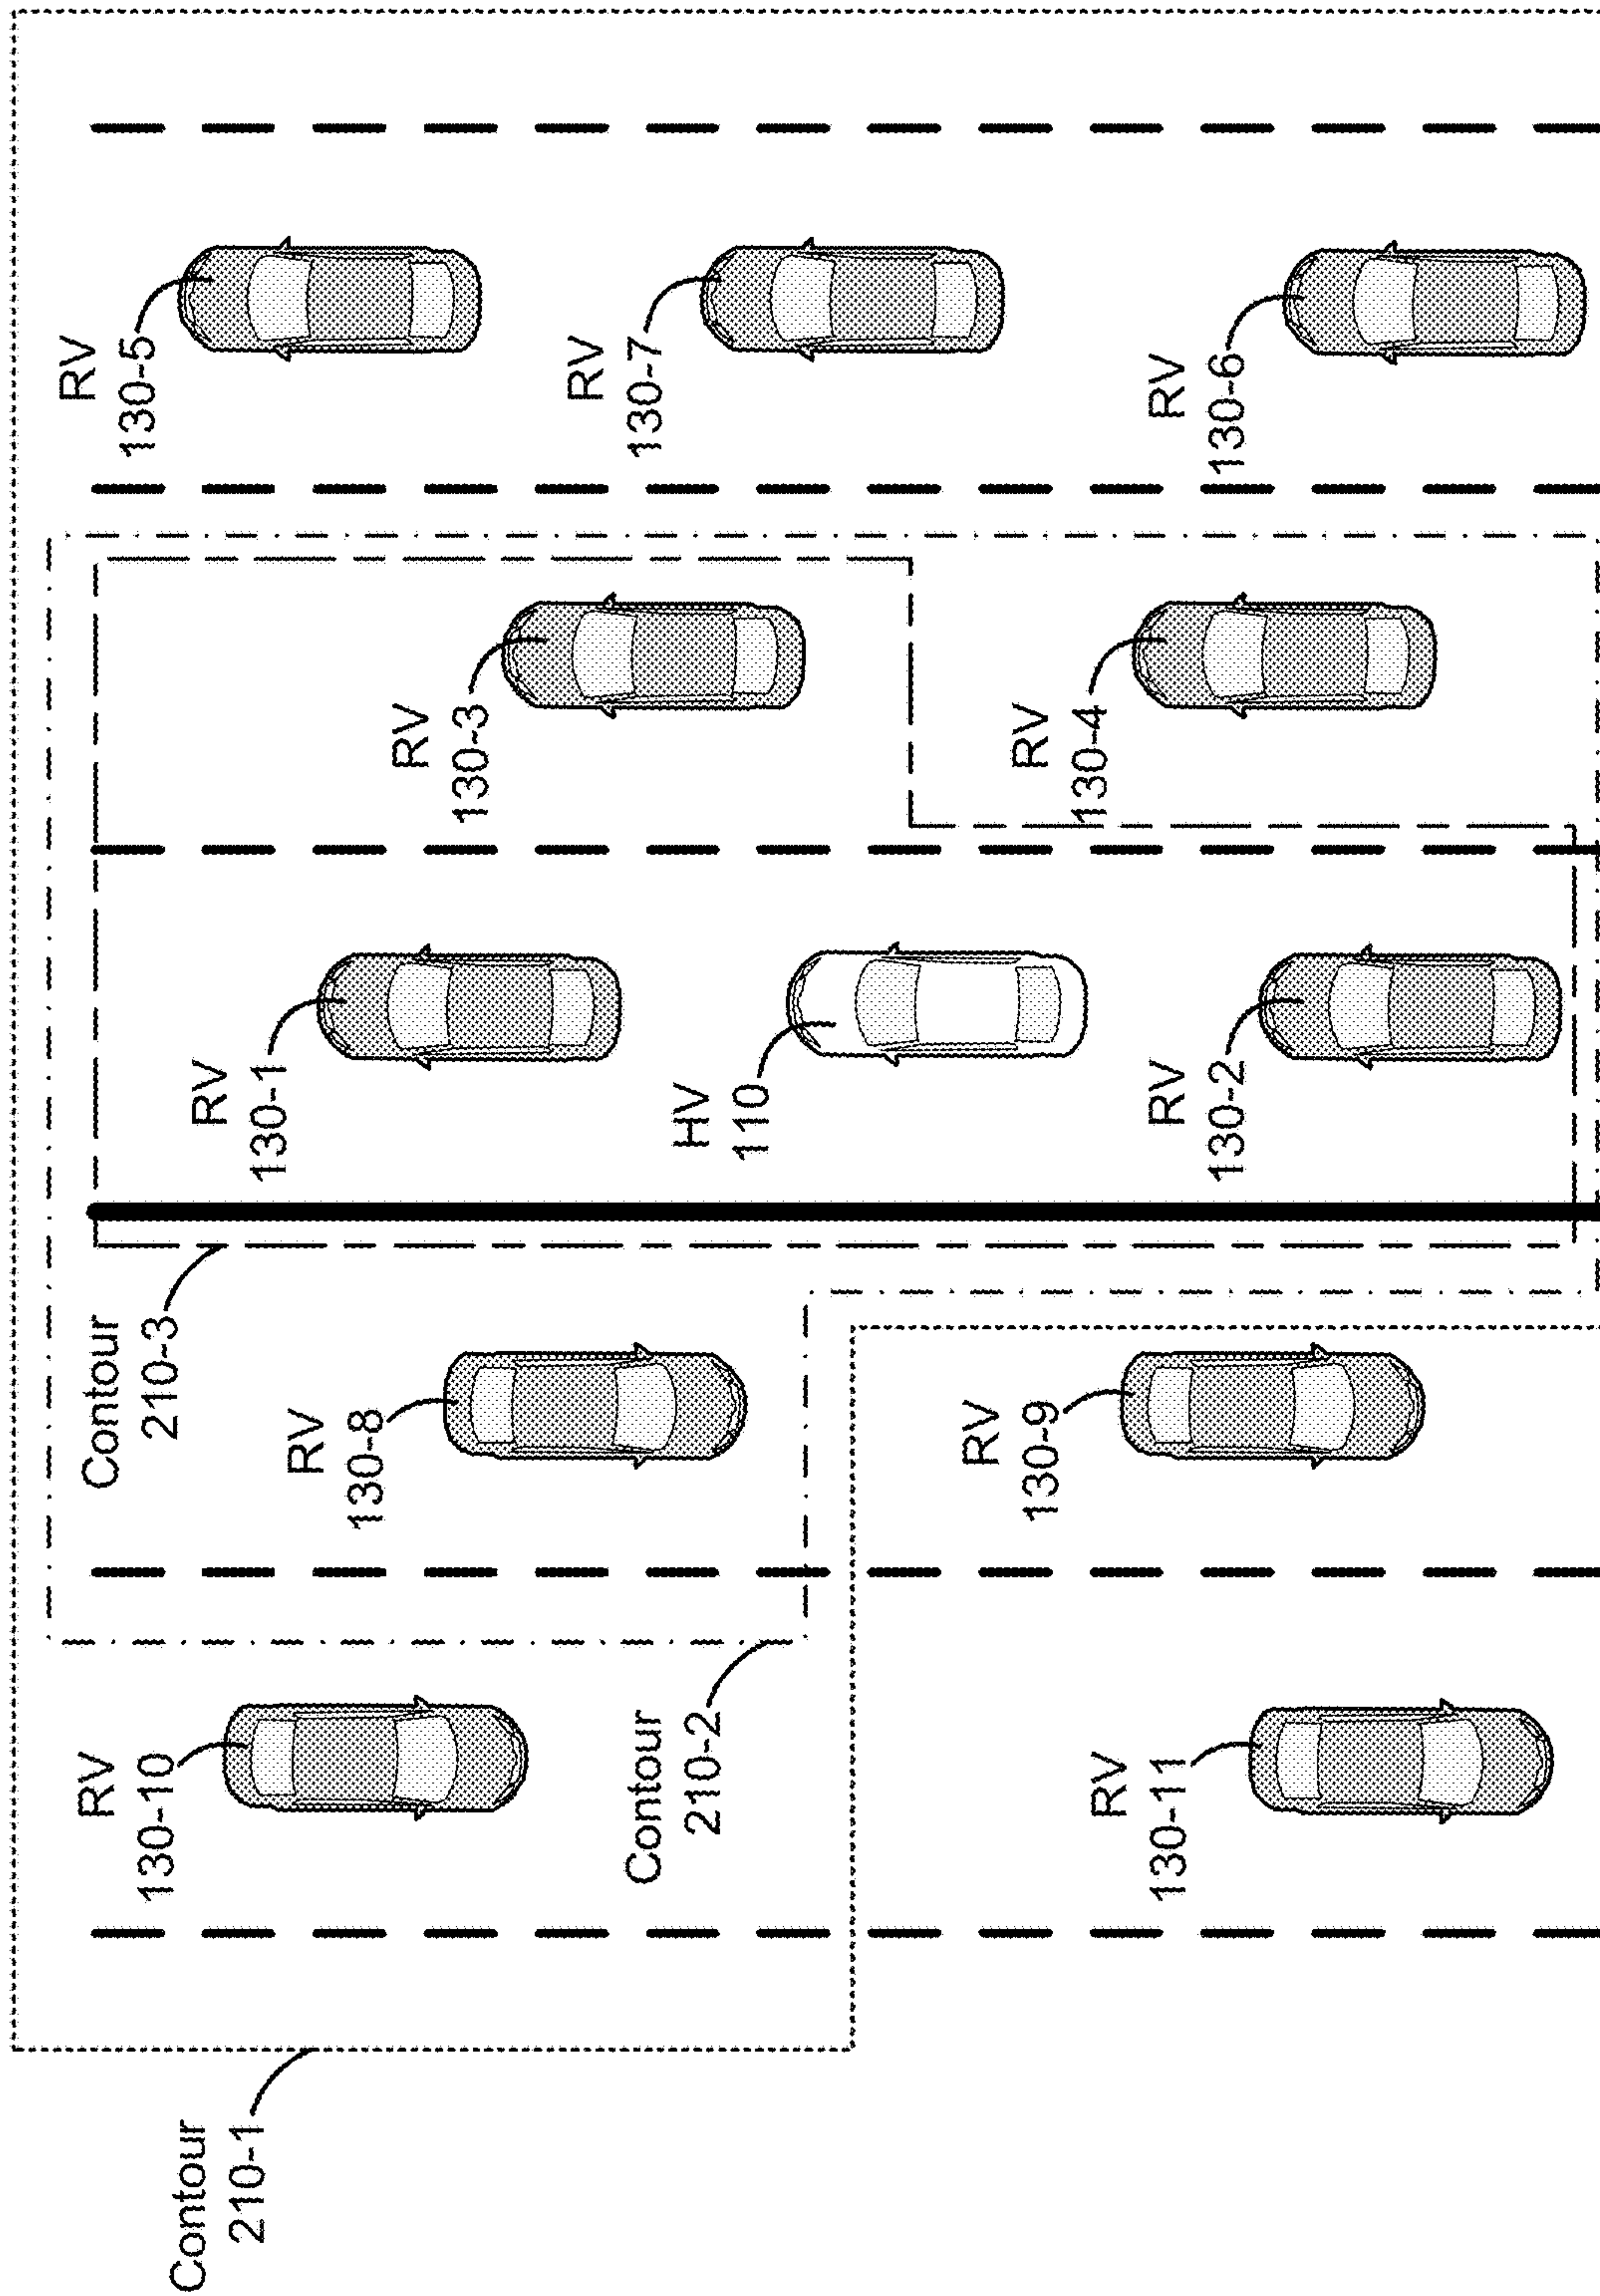 RV
130-5
RV
130-7
RV
130-6
RV
130-3
RV
130-4
RV
130-1
HV
110
RV
130-2
Contour
210-3
RV
130-8
RV
130-9
RV
130-10
Contour
210-2
RV
130-11
Contour
210-1